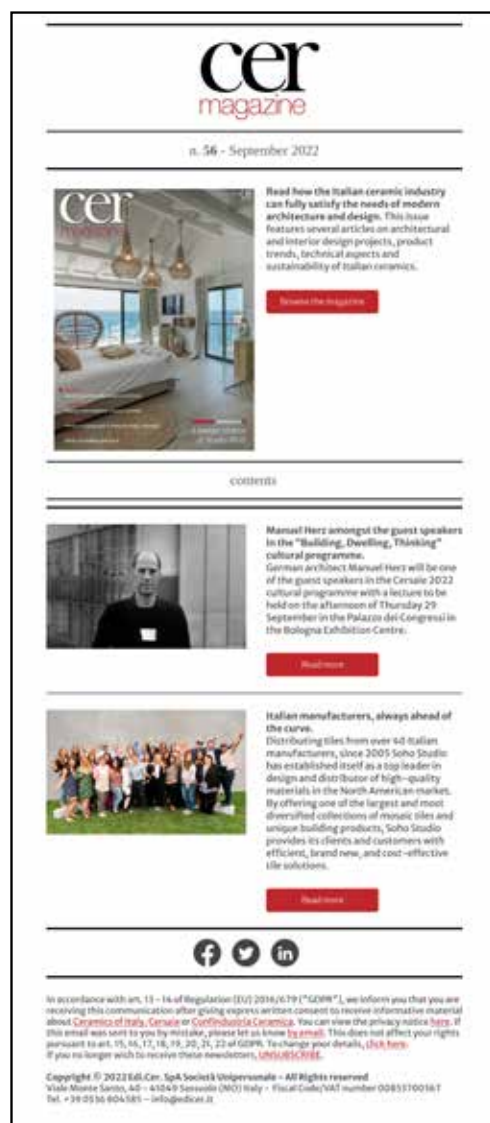 cer
magazine
n. 56 - September 2022
cer
magazine
Read how the Italian ceramic industry
can fully satisfy the needs of modern
architecture and design. This issue
features several articles on architectural
and interior design projects, product
trends, technical aspects and
sustainability of Italian ceramics.
Browse the magazine
contents
Manuel Herz amongst the guest speakers
in the "Building, Dwelling, Thinking"
cultural programme.
German architect Manuel Herz will be one
of the guest speakers in the Cersaie 2022
cultural programme with a lecture to be
held on the afternoon of Thursday 29
September in the Palazzo dei Congressi in
the Bologna Exhibition Centre.
Read more
Italian manufacturers, always ahead of
the curve.
Distributing tiles from over 40 Italian
manufacturers, since 2005 Soho Studio
has established itself as a top leader in
design and distributor of high-quality
materials in the North American market.
By offering one of the largest and most
diversified collections of mosaic tiles and
unique building products, Soho Studio
provides its clients and customers with
efficient, brand new, and cost-effective
tile solutions.
Read more
In accordance with art. 13 - 14 of Regulation (EU) 2016/679 ("GDPR"), we inform you that you are
receiving this communication after giving express written consent to receive informative material
about Ceramics of Italy, Cersaie or Confindustria Ceramica. You can view the privacy notice here. If
this email was sent to you by mistake, please let us know by email. This does not affect your rights
pursuant to art. 15, 16, 17, 18, 19, 20, 21, 22 of GDPR. To change your details, click here.
If you no longer wish to receive these newsletters, UNSUBSCRIBE.
Copyright © 2022 Edi.Cer. SpA Società Unipersonale - All Rights reserved
Viale Monte Santo, 40 - 41049 Sassuolo (MO) Italy - Fiscal Code/VAT number 00853700367
Tel. +39 0536 804585 - info@edicer.it